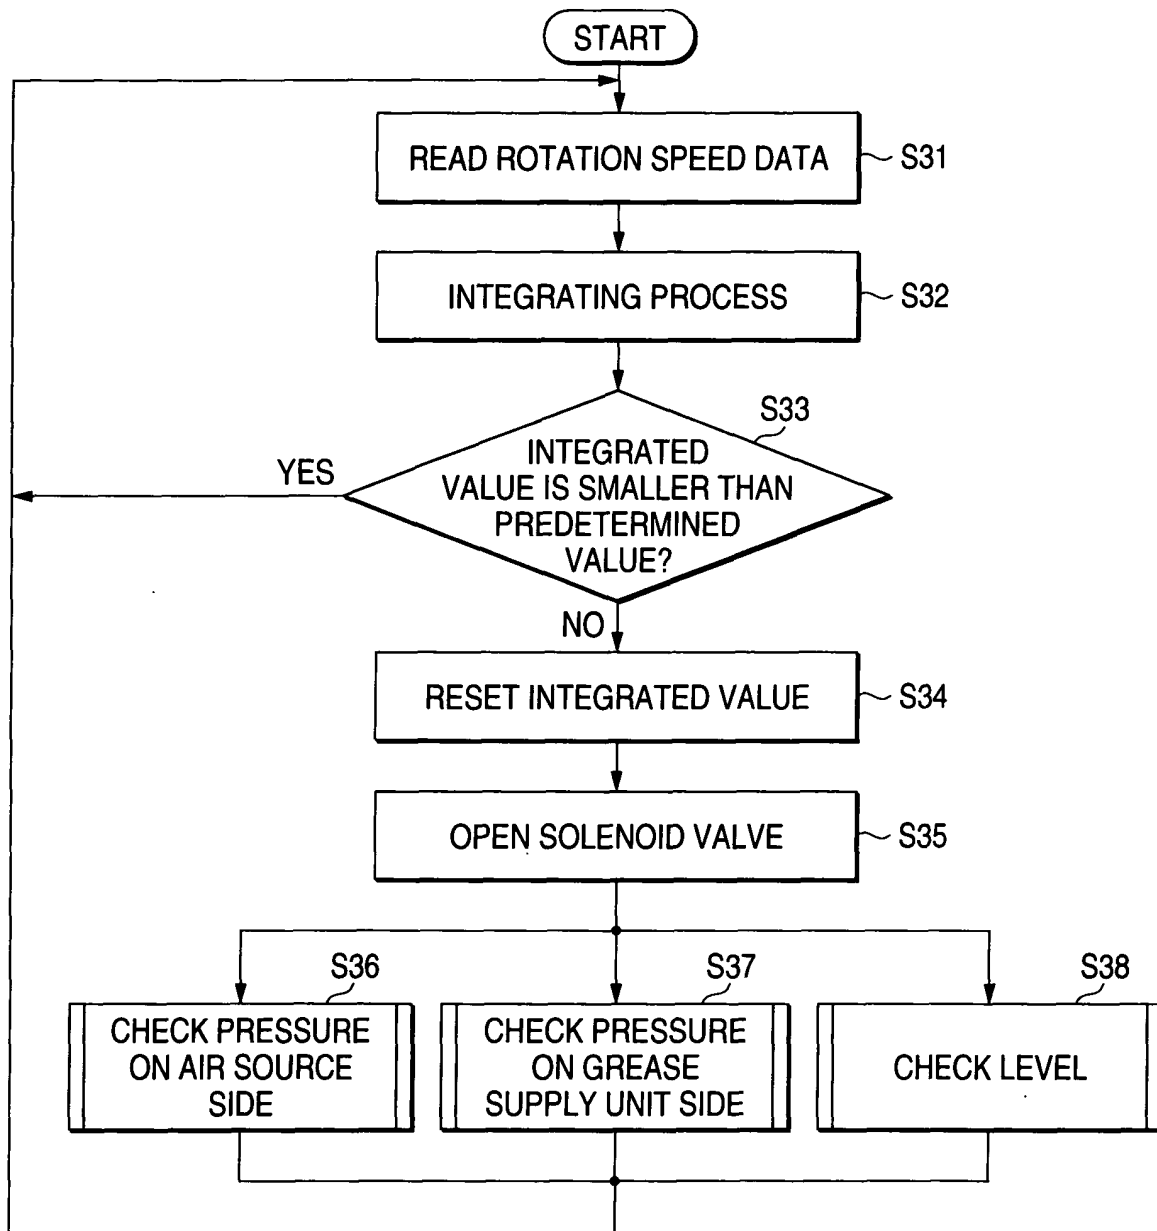 START
READ ROTATION SPEED DATA
S31
INTEGRATING PROCESS
S32
S33
INTEGRATED
VALUE IS SMALLER THAN
PREDETERMINED
VALUE?
YES
NO
RESET INTEGRATED VALUE
S34
OPEN SOLENOID VALVE
S35
S36
CHECK PRESSURE
ON AIR SOURCE
SIDE
S37
CHECK PRESSURE
ON GREASE
SUPPLY UNIT SIDE
S38
CHECK LEVEL